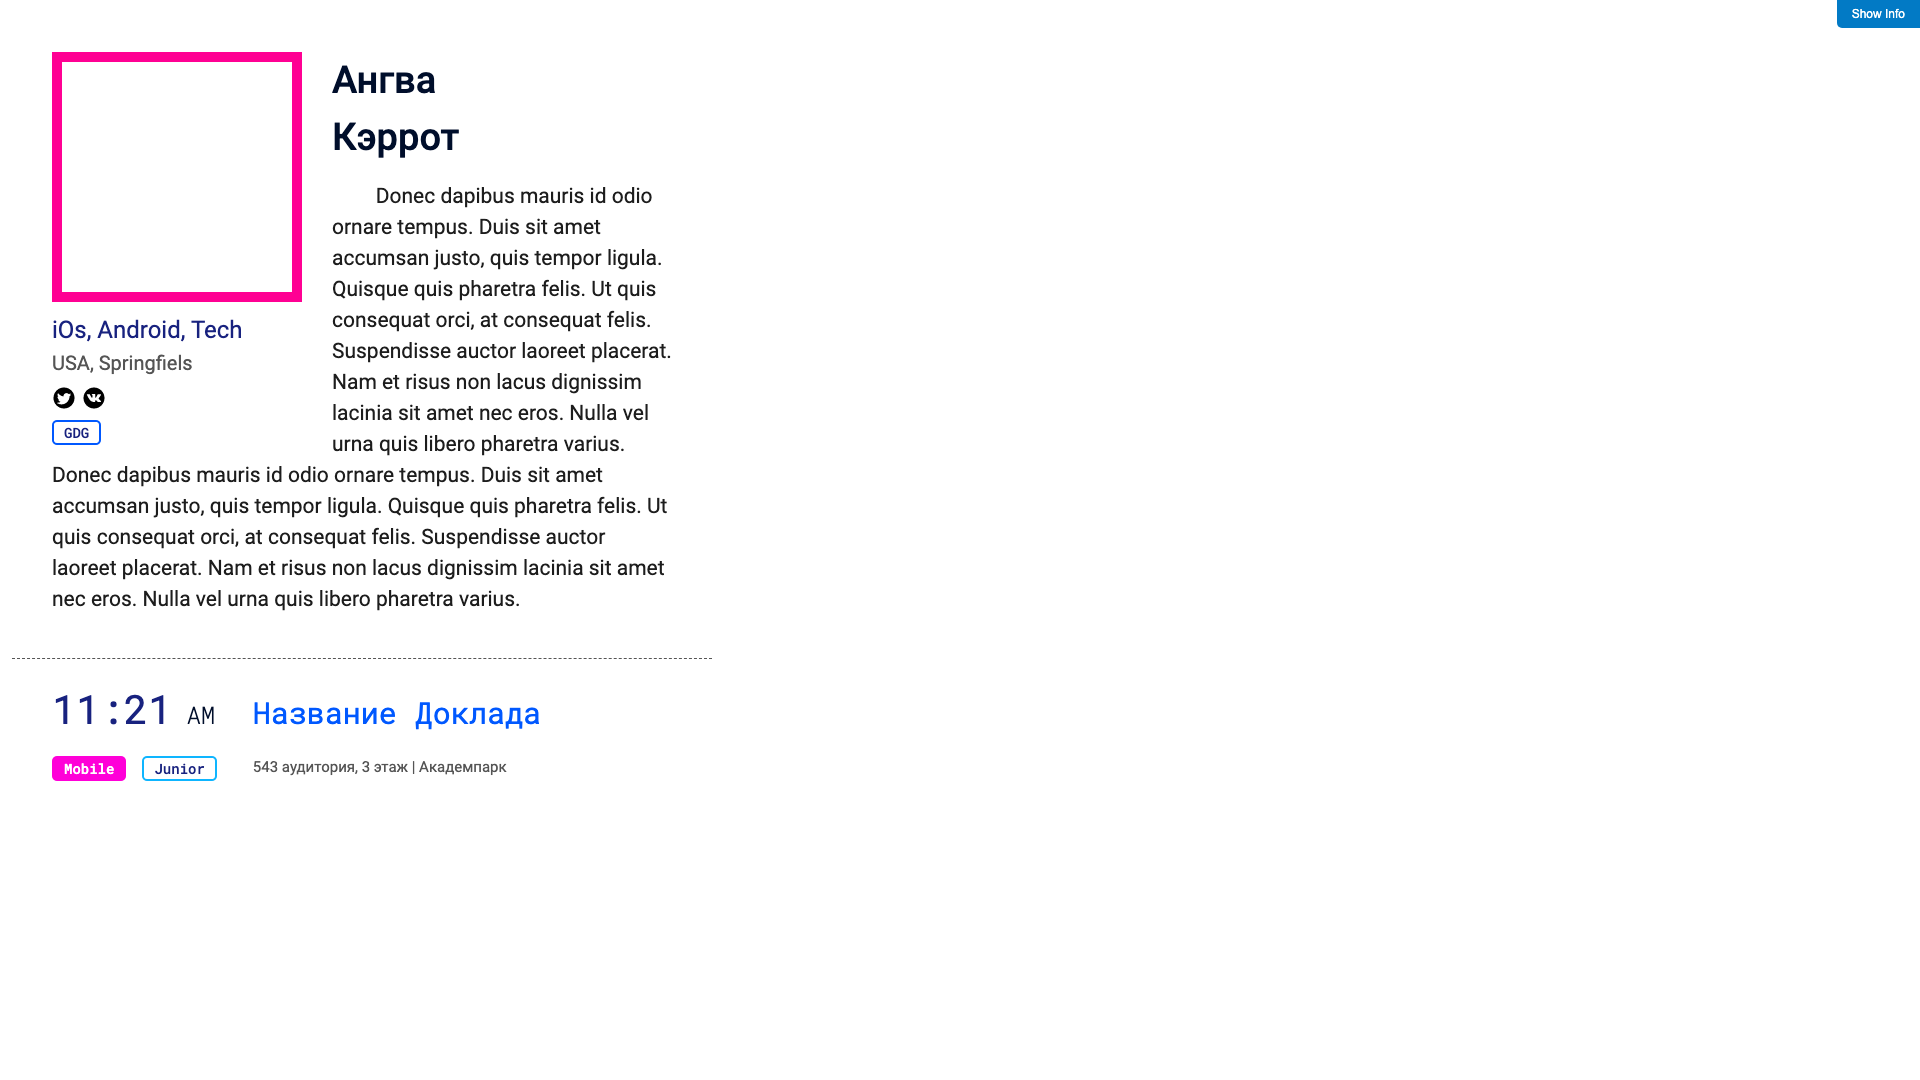 Show Info
Ангва
Кэррот
Donec dapibus mauris id odio
ornare tempus. Duis sit amet
accumsan justo, quis tempor ligula.
Quisque quis pharetra felis. Ut quis
consequat orci, at consequat felis.
Suspendisse auctor laoreet placerat.
Nam et risus non lacus dignissim
lacinia sit amet nec eros. Nulla vel
urna quis libero pharetra varius.
iOs, Android, Tech
USA, Springfiels
GDG
Donec dapibus mauris id odio ornare tempus. Duis sit amet
accumsan justo, quis tempor ligula. Quisque quis pharetra felis. Ut
quis consequat orci, at consequat felis. Suspendisse auctor
laoreet placerat. Nam et risus non lacus dignissim lacinia sit amet
nec eros. Nulla vel urna quis libero pharetra varius.
11:21 AM
Название Доклада
Mobile
Junior
543 аудитория, 3 этаж | Академпарк